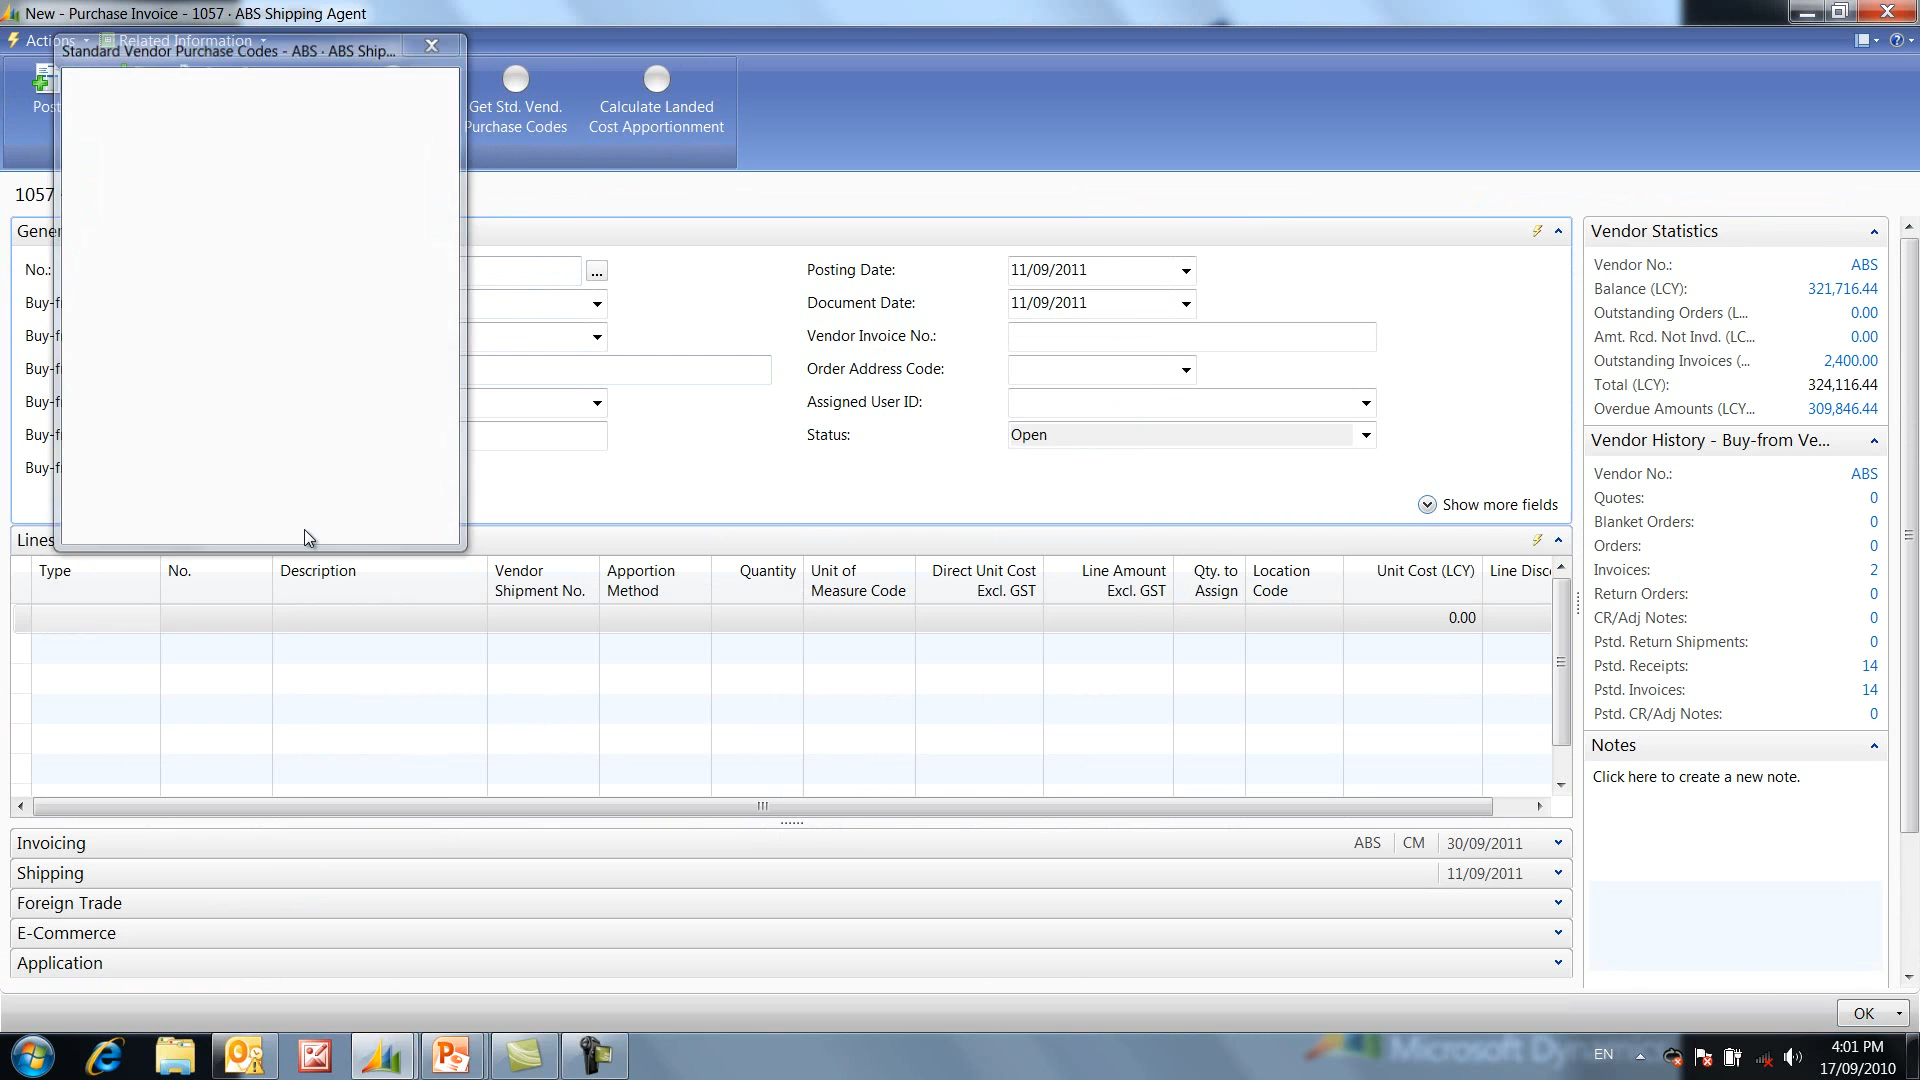 New - Purchase Invoice - 1057 · ABS Shipping Agent
Actions
Related Information
Standard Vendor Purchase Codes - ABS · ABS Ship...
Post
Get Std. Vend.
Purchase Codes
Calculate Landed
Cost Apportionment
1057
Gener
No.:
Buy-f
Buy-f
Buy-f
Buy-f
Buy-f
Buy-f
...
Posting Date:
11/09/2011
Document Date:
11/09/2011
Vendor Invoice No.:
Order Address Code:
Assigned User ID:
Status:
Open
Show more fields
Lines
Type
No.
Description
Vendor
Shipment No.
Apportion
Method
Quantity
Unit of
Measure Code
Direct Unit Cost
Excl. GST
Line Amount
Excl. GST
Qty. to
Assign
Location
Code
Unit Cost (LCY)
Line Disc
0.00
Invoicing
ABS
CM
30/09/2011
Shipping
11/09/2011
Foreign Trade
E-Commerce
Application
Vendor Statistics
Vendor No.: ABS
Balance (LCY): 321,716.44
Outstanding Orders (L... 0.00
Amt. Rcd. Not Invd. (LC... 0.00
Outstanding Invoices (... 2,400.00
Total (LCY): 324,116.44
Overdue Amounts (LCY... 309,846.44
Vendor History - Buy-from Ve...
Vendor No.: ABS
Quotes: 0
Blanket Orders: 0
Orders: 0
Invoices: 2
Return Orders: 0
CR/Adj Notes: 0
Pstd. Return Shipments: 0
Pstd. Receipts: 14
Pstd. Invoices: 14
Pstd. CR/Adj Notes: 0
Notes
Click here to create a new note.
OK
Microsoft Dyn
EN
4:01 PM
17/09/2010